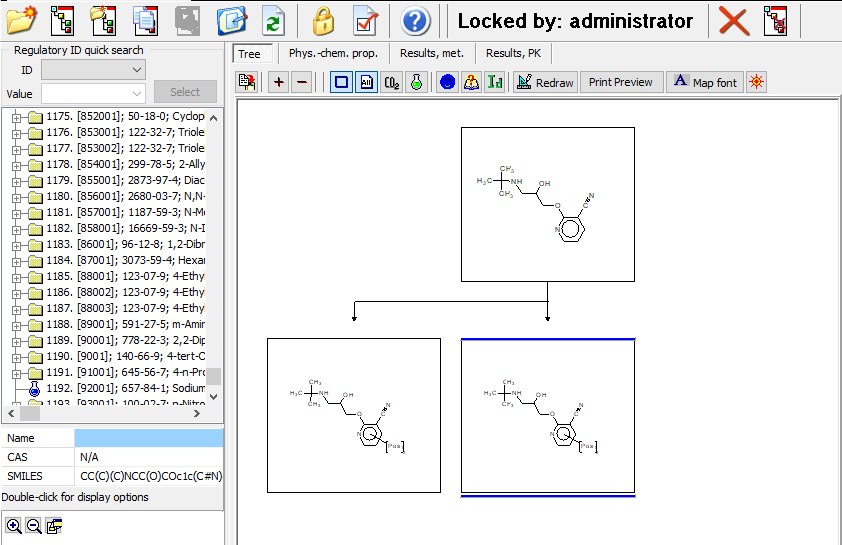 Locked by: administrator
Regulatory ID quick search
ID
Value
Select
Tree
Phys.-chem. prop.
Results, met.
Results, PK
All
CO2
Id
Redraw
Print Preview
A Map font
1175. [852001]; 50-18-0; Cyclop
1176. [853001]; 122-32-7; Triole
1177. [853002]; 122-32-7; Triole
1178. [854001]; 299-78-5; 2-Ally
1179. [855001]; 2873-97-4; Diac
1180. [856001]; 2680-03-7; N,N-
1181. [857001]; 1187-59-3; N-Me
1182. [858001]; 16669-59-3; N-I
1183. [86001]; 96-12-8; 1,2-Dibr
1184. [87001]; 3073-59-4; Hexan
1185. [88001]; 123-07-9; 4-Ethy
1186. [88002]; 123-07-9; 4-Ethy
1187. [88003]; 123-07-9; 4-Ethy
1188. [89001]; 591-27-5; m-Amin
1189. [90001]; 778-22-3; 2,2-Dip
1190. [9001]; 140-66-9; 4-tert-O
1191. [91001]; 645-56-7; 4-n-Pro
1192. [92001]; 657-84-1; Sodium
1193. [93001]; 100-02-7; p-Nitro
Name
CAS N/A
SMILES CC(C)(C)NCC(O)COc1c(C#N)
Double-click for display options
CH3
H3C NH OH
CH3
O C N
N
CH3
H3C NH OH
CH3
O C N
N
[Pos]
CH3
H3C NH OH
CH3
O C N
N
[Pos]